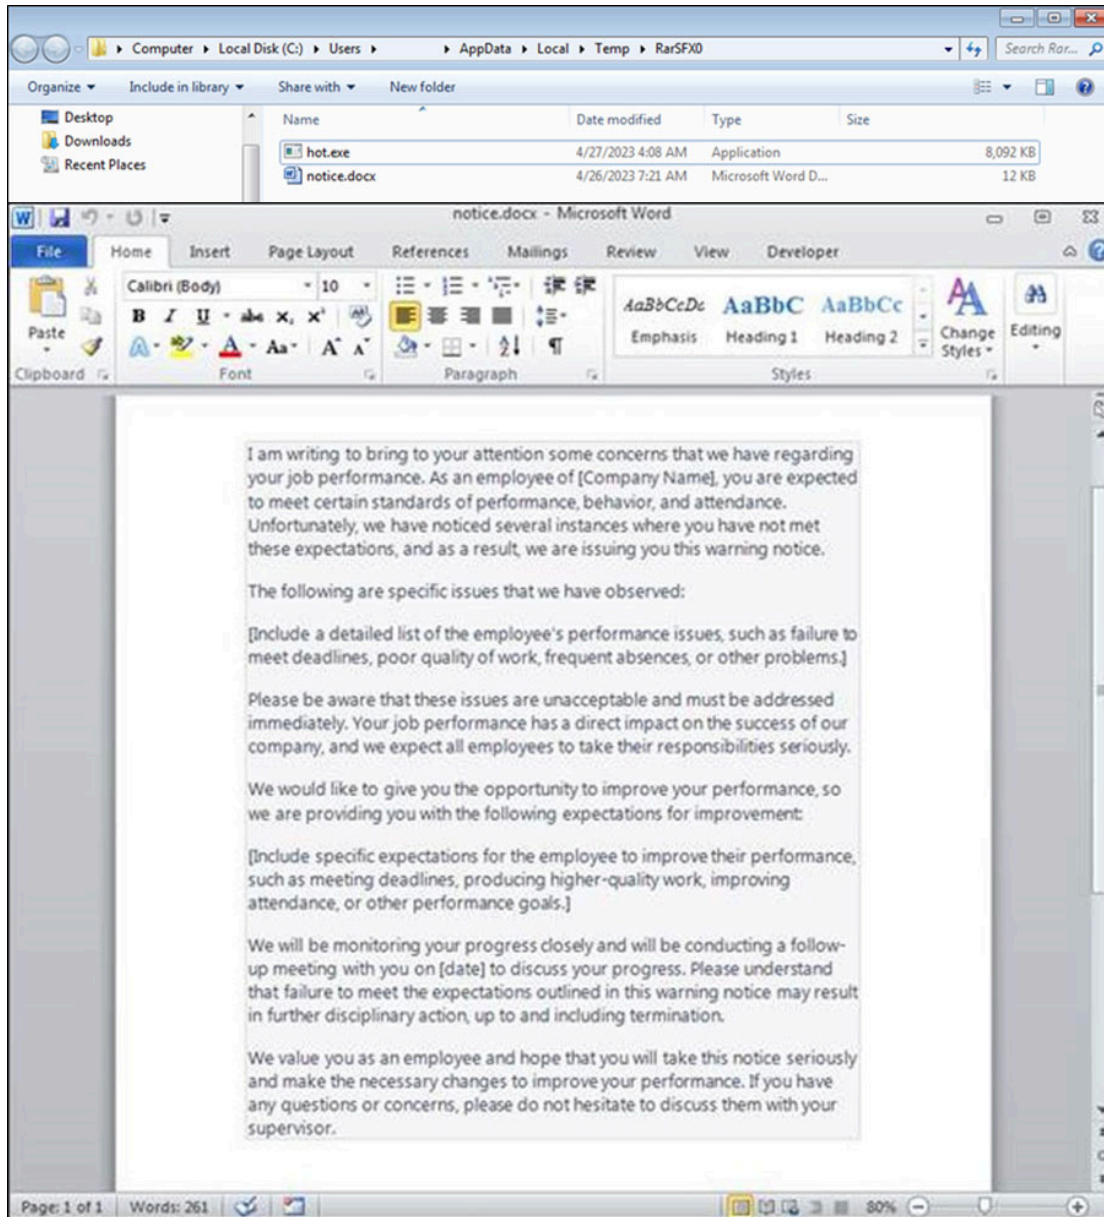 Computer ▸ Local Disk (C:) ▸ Users ▸ ▸ AppData ▸ Local ▸ Temp ▸ RarSFX0
Search Rar...
Organize Include in library Share with New folder
Desktop
Downloads
Recent Places
Name Date modified Type Size
hot.exe 4/27/2023 4:08 AM Application 8,092 KB
notice.docx 4/26/2023 7:21 AM Microsoft Word D... 12 KB
notice.docx - Microsoft Word
File Home Insert Page Layout References Mailings Review View Developer
Paste
Clipboard
Calibri (Body) 10
B I U abc x₂ x²
A Aa A A
Font
Paragraph
AaBbCcDc AaBbC AaBbCc
Emphasis Heading 1 Heading 2
Change Styles
Styles
Editing
I am writing to bring to your attention some concerns that we have regarding
your job performance. As an employee of [Company Name], you are expected
to meet certain standards of performance, behavior, and attendance.
Unfortunately, we have noticed several instances where you have not met
these expectations, and as a result, we are issuing you this warning notice.
The following are specific issues that we have observed:
[Include a detailed list of the employee's performance issues, such as failure to
meet deadlines, poor quality of work, frequent absences, or other problems.]
Please be aware that these issues are unacceptable and must be addressed
immediately. Your job performance has a direct impact on the success of our
company, and we expect all employees to take their responsibilities seriously.
We would like to give you the opportunity to improve your performance, so
we are providing you with the following expectations for improvement:
[Include specific expectations for the employee to improve their performance,
such as meeting deadlines, producing higher-quality work, improving
attendance, or other performance goals.]
We will be monitoring your progress closely and will be conducting a follow-
up meeting with you on [date] to discuss your progress. Please understand
that failure to meet the expectations outlined in this warning notice may result
in further disciplinary action, up to and including termination.
We value you as an employee and hope that you will take this notice seriously
and make the necessary changes to improve your performance. If you have
any questions or concerns, please do not hesitate to discuss them with your
supervisor.
Page: 1 of 1 Words: 261 80%